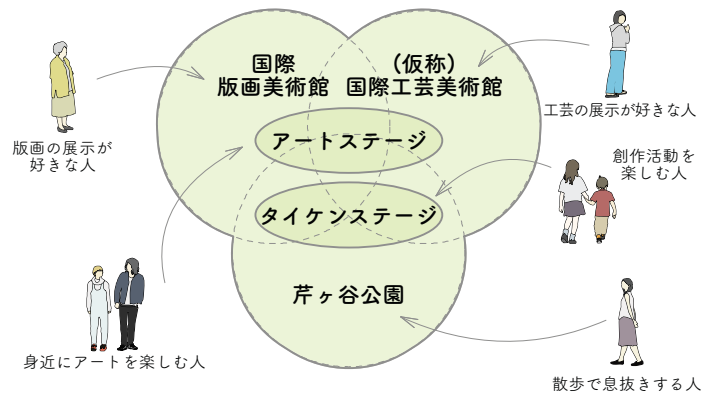 国際
版画美術館
（仮称）
国際工芸美術館
アートステージ
タイケンステージ
芹ヶ谷公園
版画の展示が
好きな人
工芸の展示が好きな人
創作活動を
楽しむ人
身近にアートを楽しむ人
散歩で息抜きする人